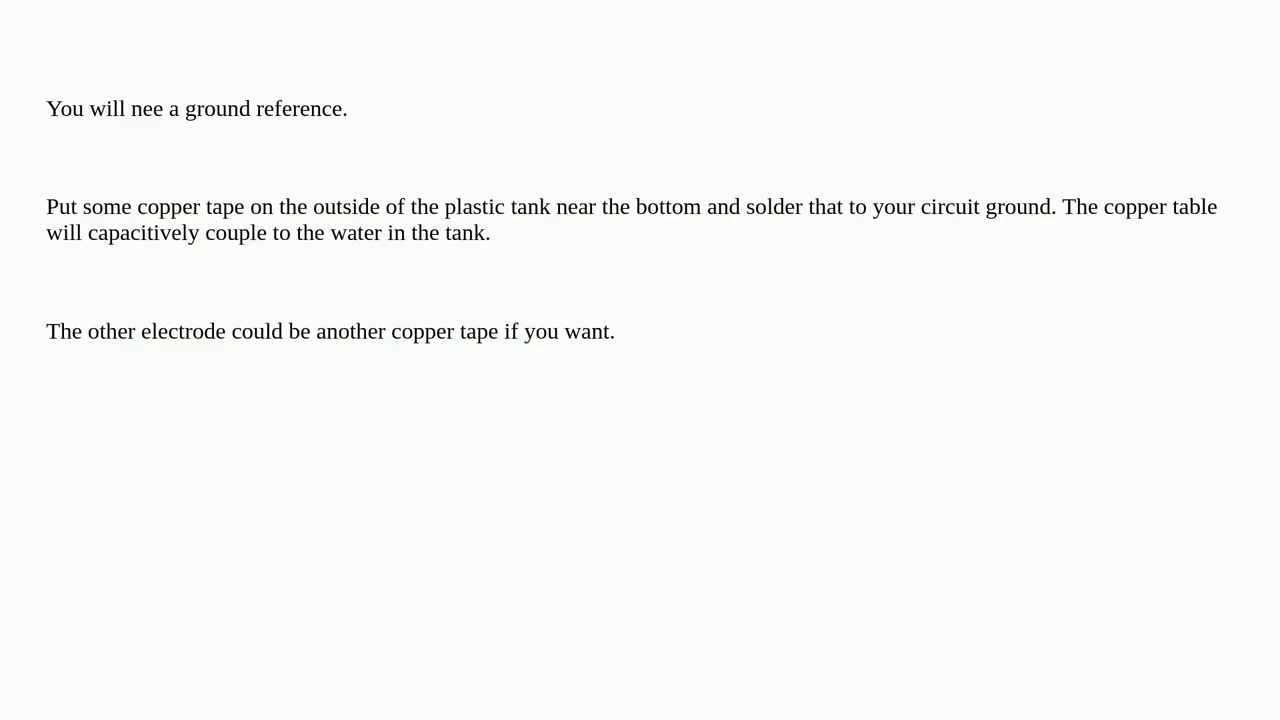 You will nee a ground reference.
Put some copper tape on the outside of the plastic tank near the bottom and solder that to your circuit ground. The copper table
will capacitively couple to the water in the tank.
The other electrode could be another copper tape if you want.